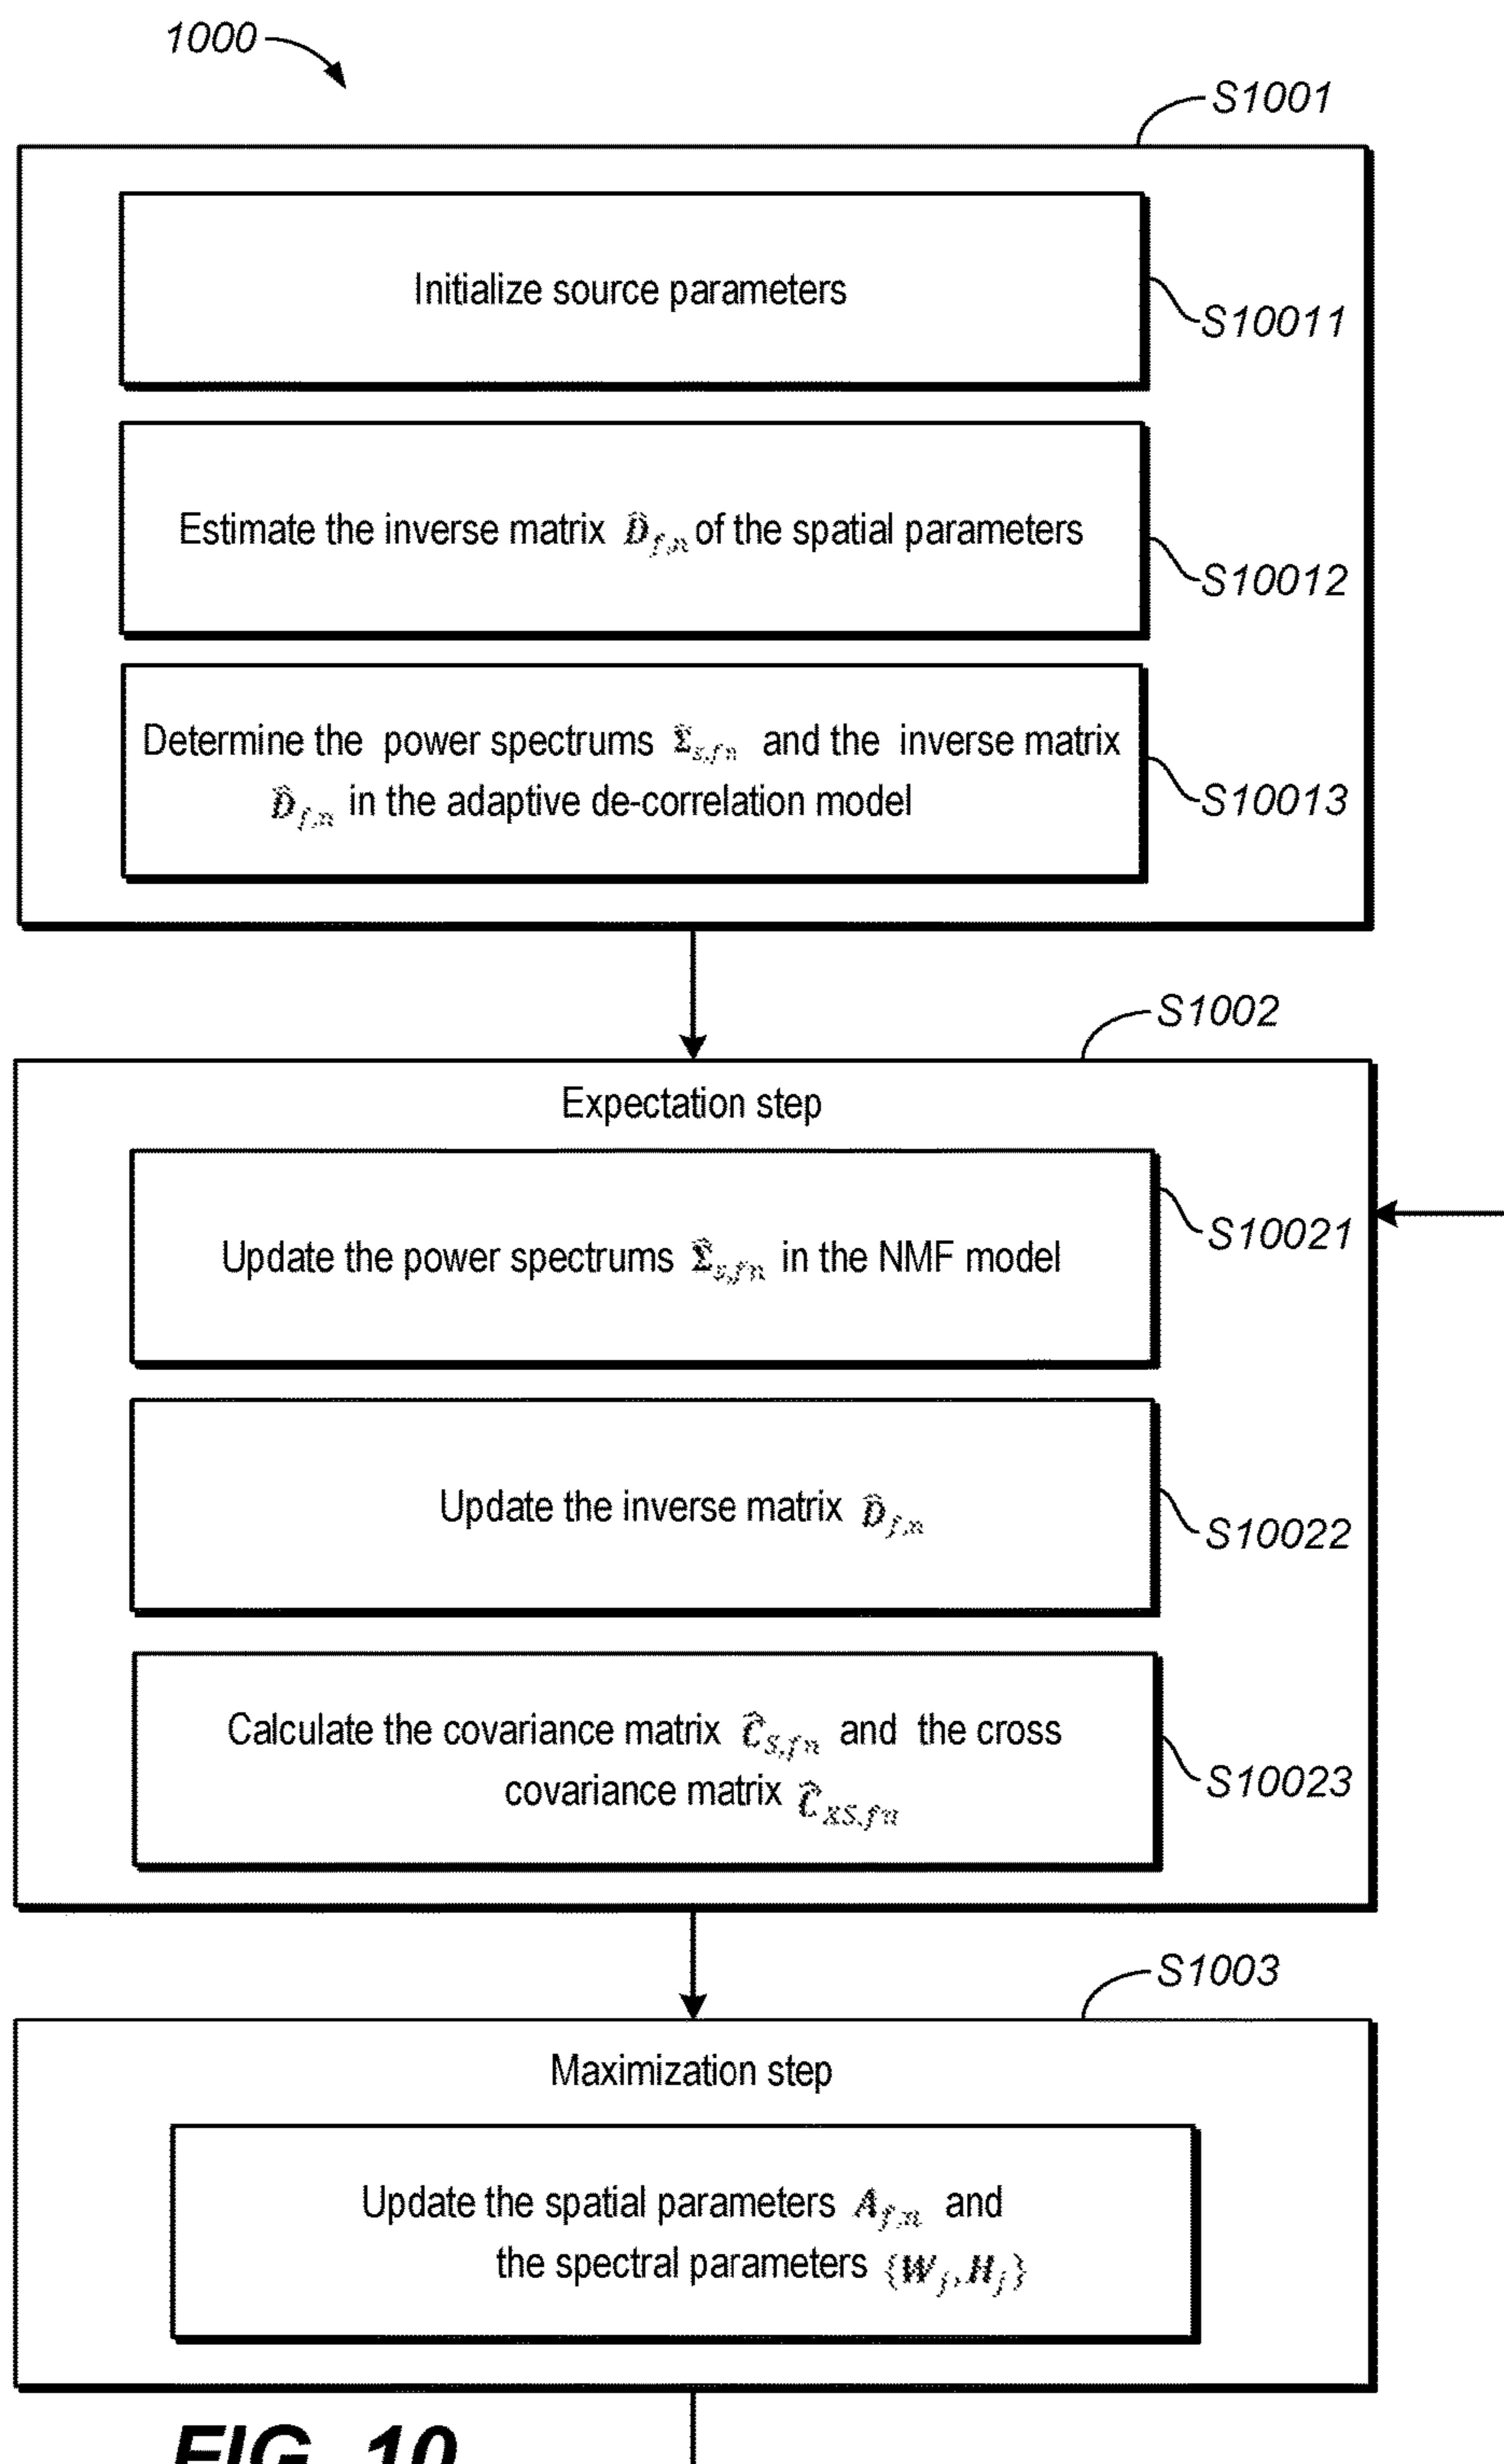 1000
S1001
Initialize source parameters
S10011
Estimate the inverse matrix D̂f,n of the spatial parameters
S10012
Determine the power spectrums Σ̂s,fn and the inverse matrix
D̂f,n in the adaptive de-correlation model
S10013
S1002
Expectation step
Update the power spectrums Σ̂s,fn in the NMF model
S10021
Update the inverse matrix D̂f,n
S10022
Calculate the covariance matrix ĈS,fn and the cross
covariance matrix ĈXS,fn
S10023
S1003
Maximization step
Update the spatial parameters Af,n and
the spectral parameters {Wj, Hj}
FIG. 10